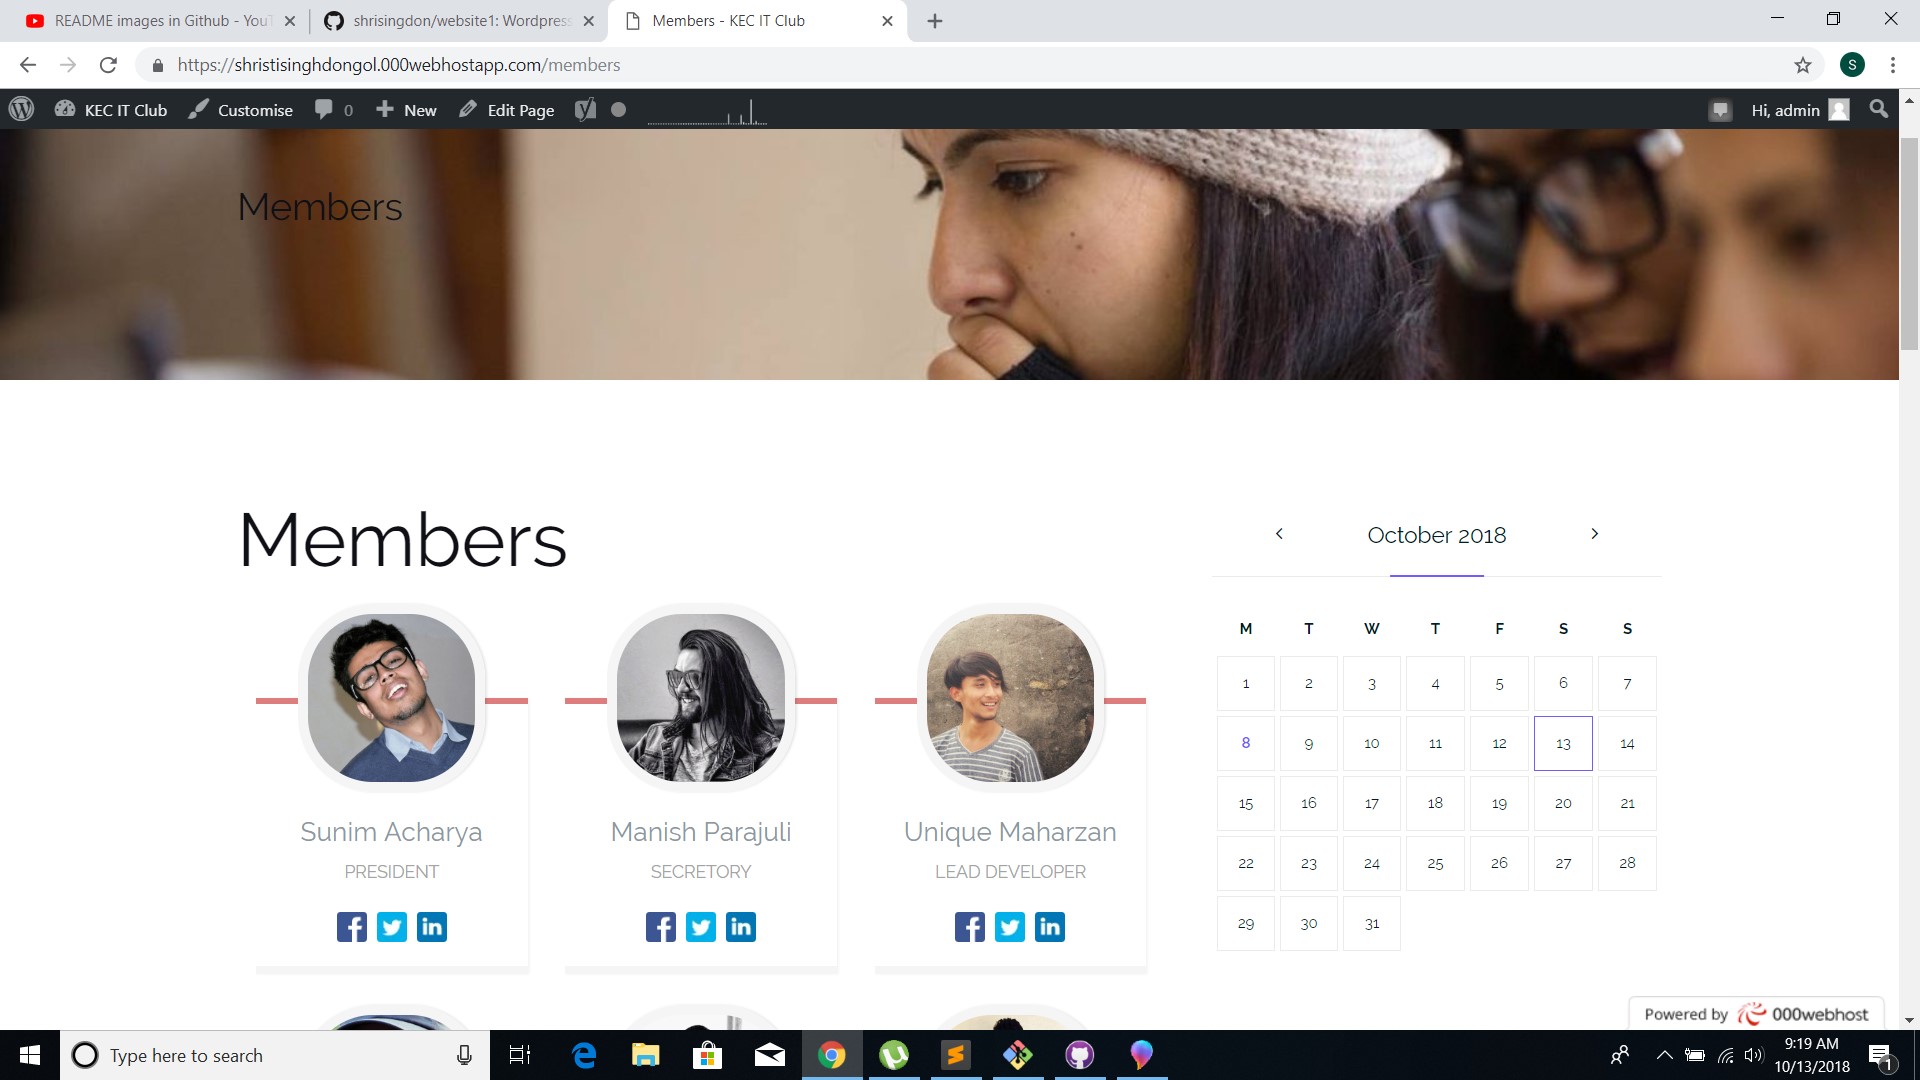 README images in Github - YouT
shrisingdon/website1: Wordpress
Members - KEC IT Club
https://shristisinghdongol.000webhostapp.com/members
S
KEC IT Club
Customise
0
New
Edit Page
Hi, admin
Members
Members
October 2018
M T W T F S S
1 2 3 4 5 6 7
8 9 10 11 12 13 14
15 16 17 18 19 20 21
22 23 24 25 26 27 28
29 30 31
Sunim Acharya
PRESIDENT
Manish Parajuli
SECRETORY
Unique Maharzan
LEAD DEVELOPER
Powered by 000webhost
Type here to search
9:19 AM
10/13/2018
1